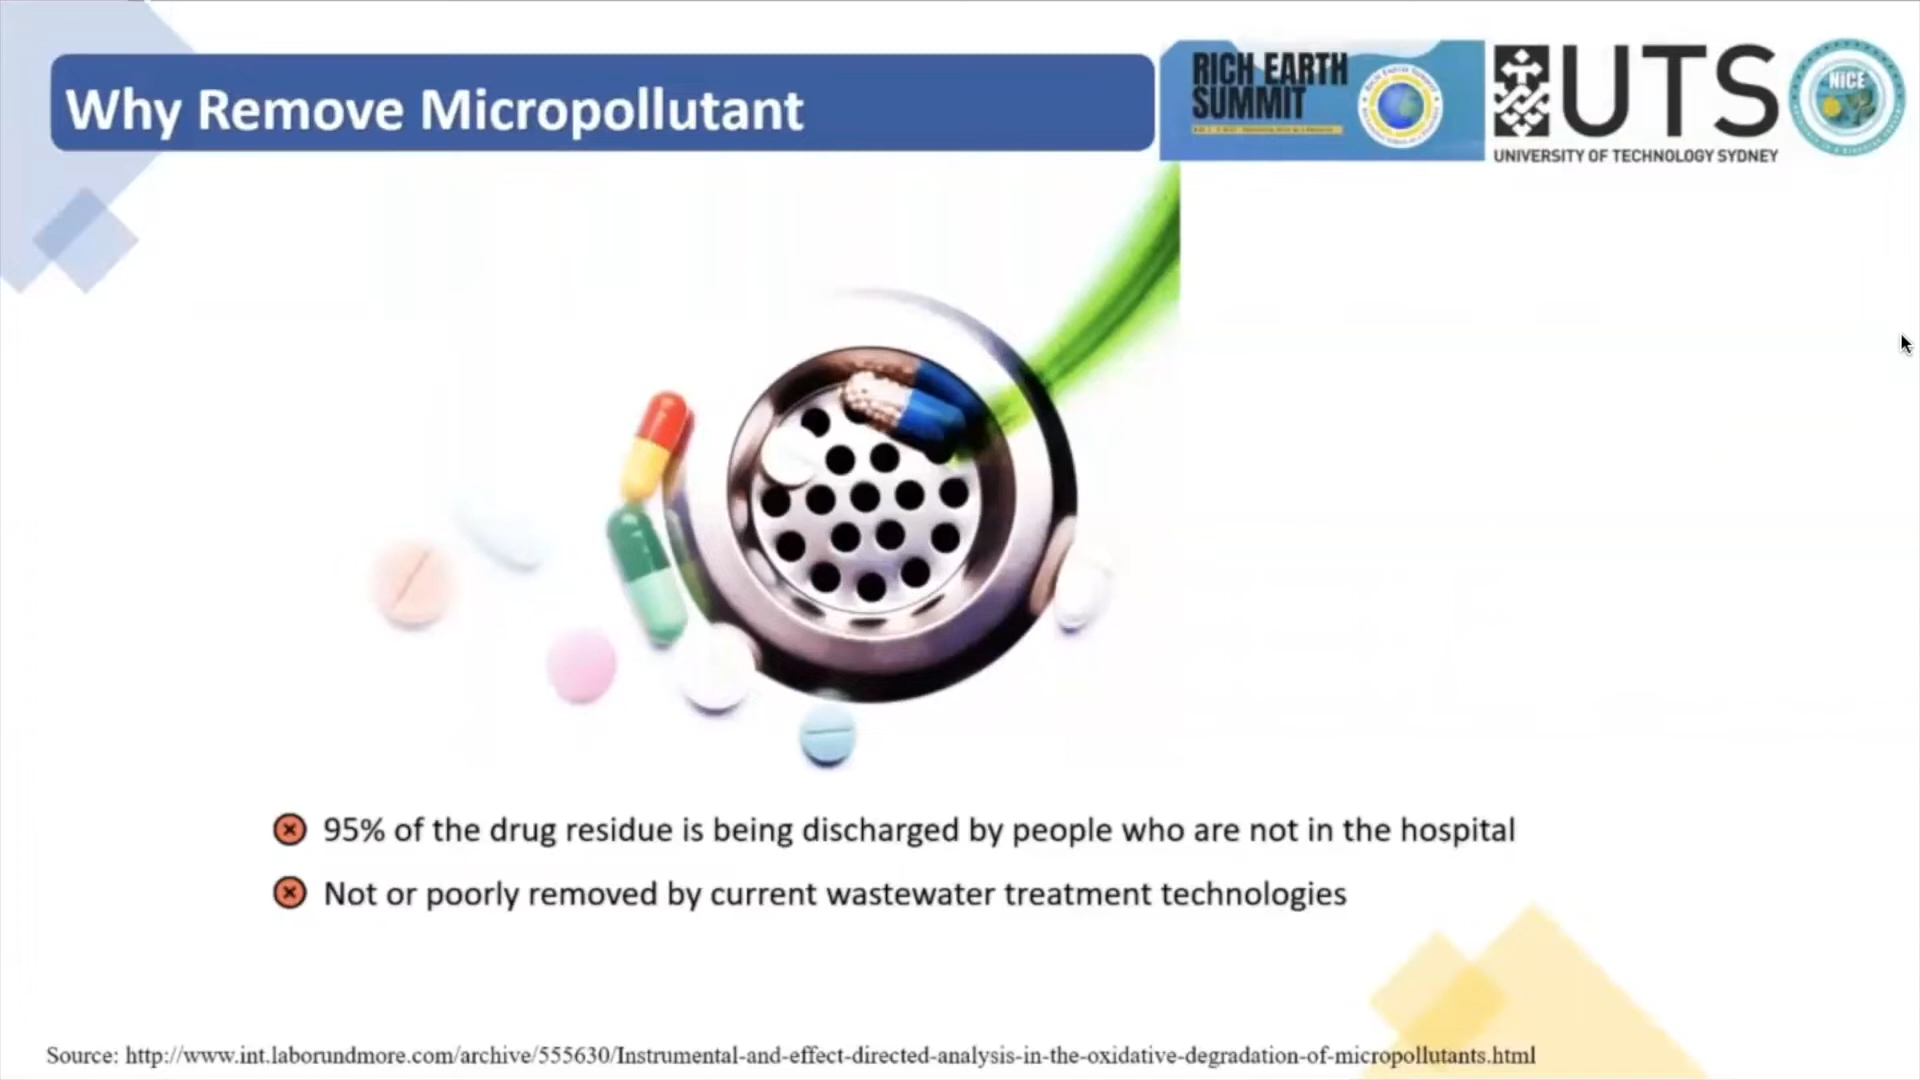 Why Remove Micropollutant
RICH EARTH
SUMMIT
UTS
UNIVERSITY OF TECHNOLOGY SYDNEY
NICE
95% of the drug residue is being discharged by people who are not in the hospital
Not or poorly removed by current wastewater treatment technologies
Source: http://www.int.laborundmore.com/archive/555630/Instrumental-and-effect-directed-analysis-in-the-oxidative-degradation-of-micropollutants.html